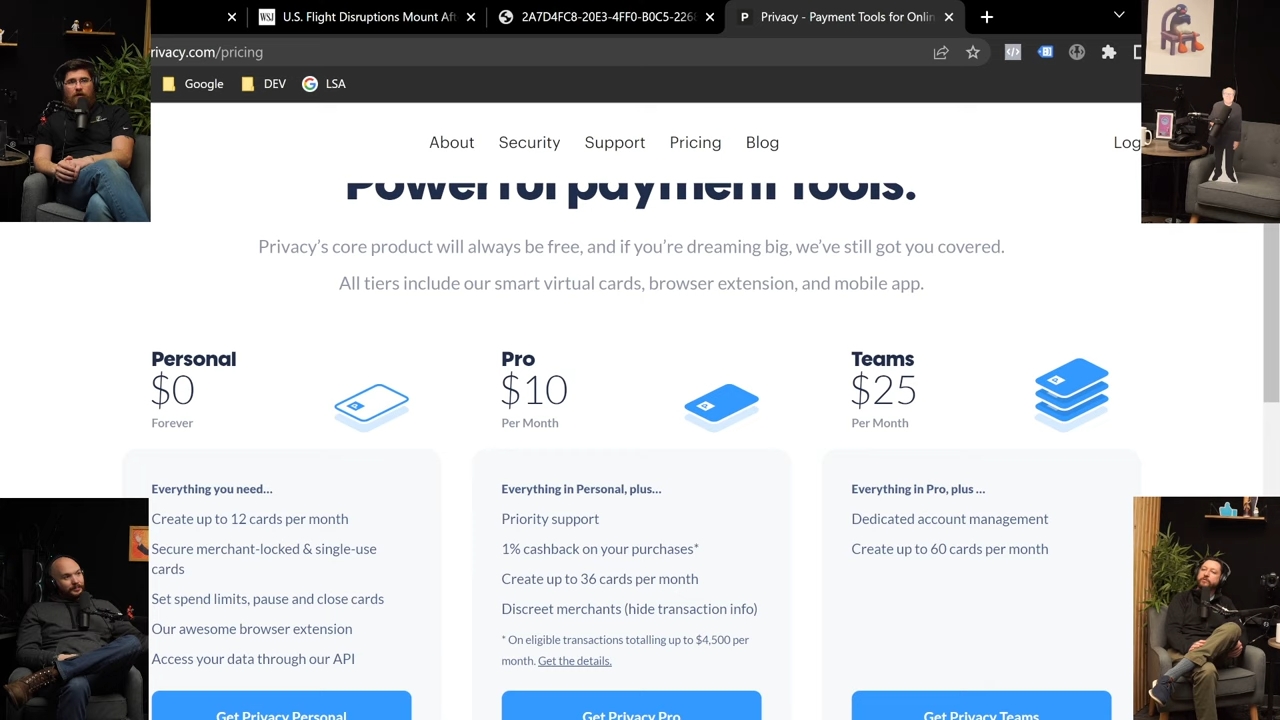 WSJ U.S. Flight Disruptions Mount Aft
2A7D4FC8-20E3-4FF0-B0C5-226
P Privacy - Payment Tools for Onlin
rivacy.com/pricing
Google DEV LSA
About Security Support Pricing Blog Log
Powerful payment tools.
Privacy's core product will always be free, and if you're dreaming big, we've still got you covered.
All tiers include our smart virtual cards, browser extension, and mobile app.
Personal
$0
Forever
Everything you need...
Create up to 12 cards per month
Secure merchant-locked & single-use
cards
Set spend limits, pause and close cards
Our awesome browser extension
Access your data through our API
Get Privacy Personal
Pro
$10
Per Month
Everything in Personal, plus...
Priority support
1% cashback on your purchases*
Create up to 36 cards per month
Discreet merchants (hide transaction info)
* On eligible transactions totalling up to $4,500 per
month. Get the details.
Get Privacy Pro
Teams
$25
Per Month
Everything in Pro, plus ...
Dedicated account management
Create up to 60 cards per month
Get Privacy Teams